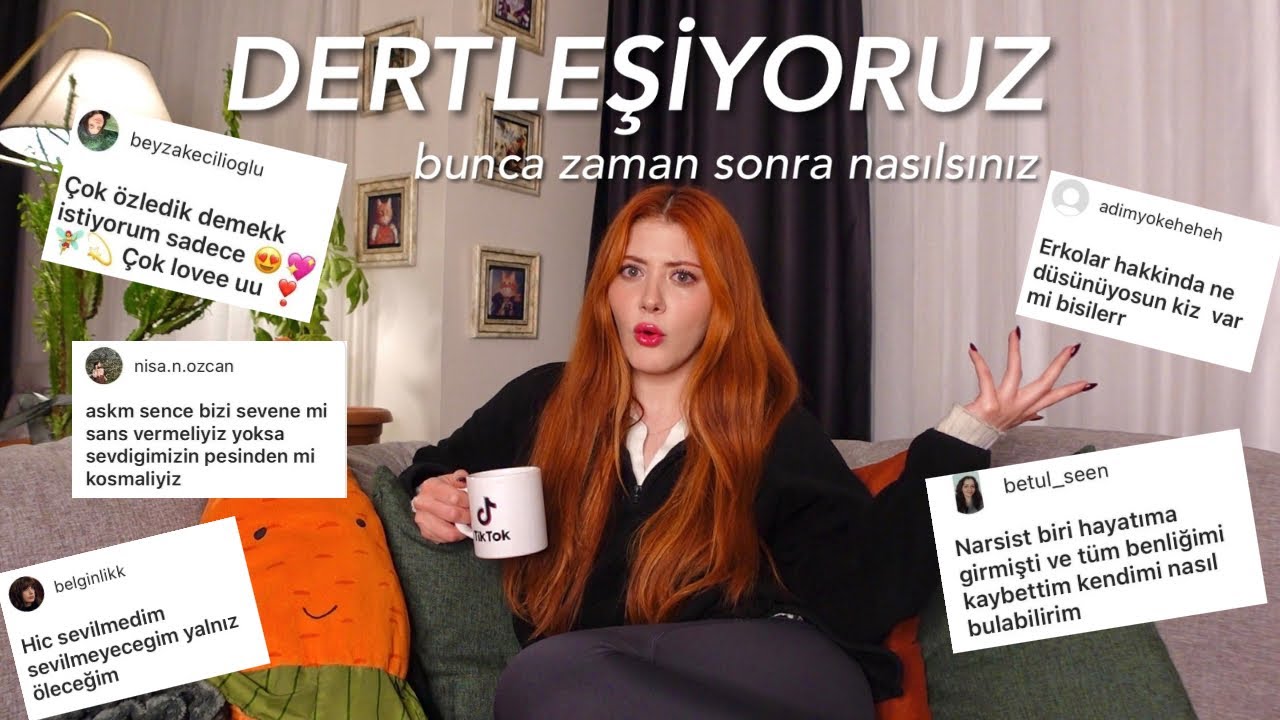 DERTLEŞİYORUZ
bunca zaman sonra nasılsınız
beyzakecilioglu
Çok özledik demekk
istiyorum sadece 😍💖
🧚💫 Çok lovee uu ❣️
adimyokeheheh
Erkolar hakkinda ne
düsünüyosun kiz var
mi bisilerr
nisa.n.ozcan
askm sence bizi sevene mi
sans vermeliyiz yoksa
sevdigimizin pesinden mi
kosmaliyiz
TikTok
betul_seen
Narsist biri hayatıma
girmişti ve tüm benliğimi
kaybettim kendimi nasıl
bulabilirim
belginlikk
Hic sevilmedim
sevilmeyecegim yalnız
öleceğim